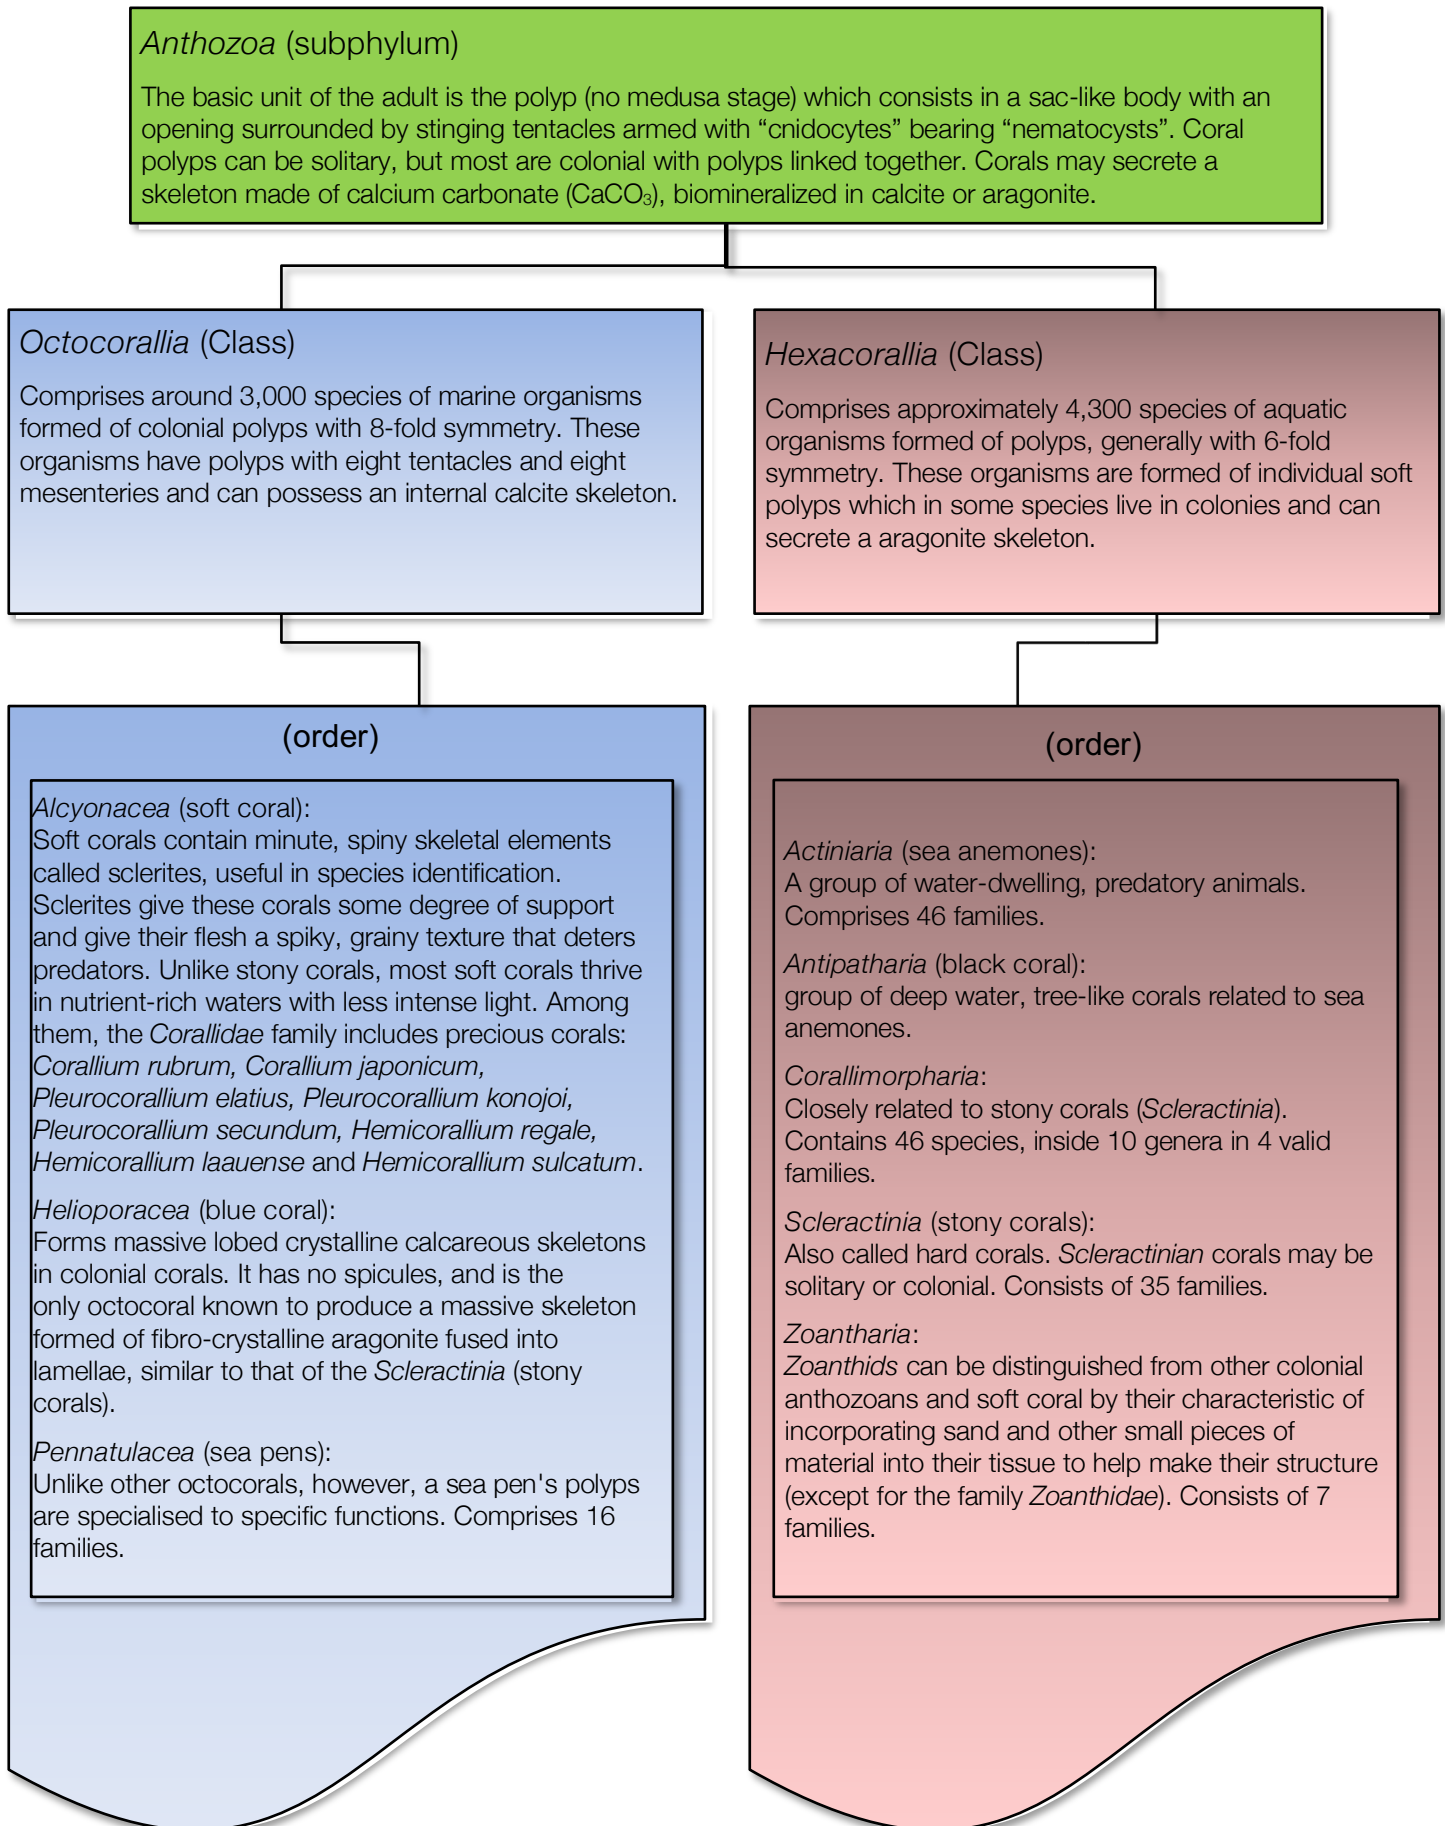 Anthozoa (subphylum)
The basic unit of the adult is the polyp (no medusa stage) which consists in a sac-like body with an
opening surrounded by stinging tentacles armed with “cnidocytes” bearing “nematocysts”. Coral
polyps can be solitary, but most are colonial with polyps linked together. Corals may secrete a
skeleton made of calcium carbonate (CaCO₃), biomineralized in calcite or aragonite.
Octocorallia (Class)
Comprises around 3,000 species of marine organisms
formed of colonial polyps with 8-fold symmetry. These
organisms have polyps with eight tentacles and eight
mesenteries and can possess an internal calcite skeleton.
Hexacorallia (Class)
Comprises approximately 4,300 species of aquatic
organisms formed of polyps, generally with 6-fold
symmetry. These organisms are formed of individual soft
polyps which in some species live in colonies and can
secrete a aragonite skeleton.
(order)
Alcyonacea (soft coral):
Soft corals contain minute, spiny skeletal elements
called sclerites, useful in species identification.
Sclerites give these corals some degree of support
and give their flesh a spiky, grainy texture that deters
predators. Unlike stony corals, most soft corals thrive
in nutrient-rich waters with less intense light. Among
them, the Corallidae family includes precious corals:
Corallium rubrum, Corallium japonicum,
Pleurocorallium elatius, Pleurocorallium konojoi,
Pleurocorallium secundum, Hemicorallium regale,
Hemicorallium laauense and Hemicorallium sulcatum.
Helioporacea (blue coral):
Forms massive lobed crystalline calcareous skeletons
in colonial corals. It has no spicules, and is the
only octocoral known to produce a massive skeleton
formed of fibro-crystalline aragonite fused into
lamellae, similar to that of the Scleractinia (stony
corals).
Pennatulacea (sea pens):
Unlike other octocorals, however, a sea pen's polyps
are specialised to specific functions. Comprises 16
families.
(order)
Actiniaria (sea anemones):
A group of water-dwelling, predatory animals.
Comprises 46 families.
Antipatharia (black coral):
group of deep water, tree-like corals related to sea
anemones.
Corallimorpharia:
Closely related to stony corals (Scleractinia).
Contains 46 species, inside 10 genera in 4 valid
families.
Scleractinia (stony corals):
Also called hard corals. Scleractinian corals may be
solitary or colonial. Consists of 35 families.
Zoantharia:
Zoanthids can be distinguished from other colonial
anthozoans and soft coral by their characteristic of
incorporating sand and other small pieces of
material into their tissue to help make their structure
(except for the family Zoanthidae). Consists of 7
families.